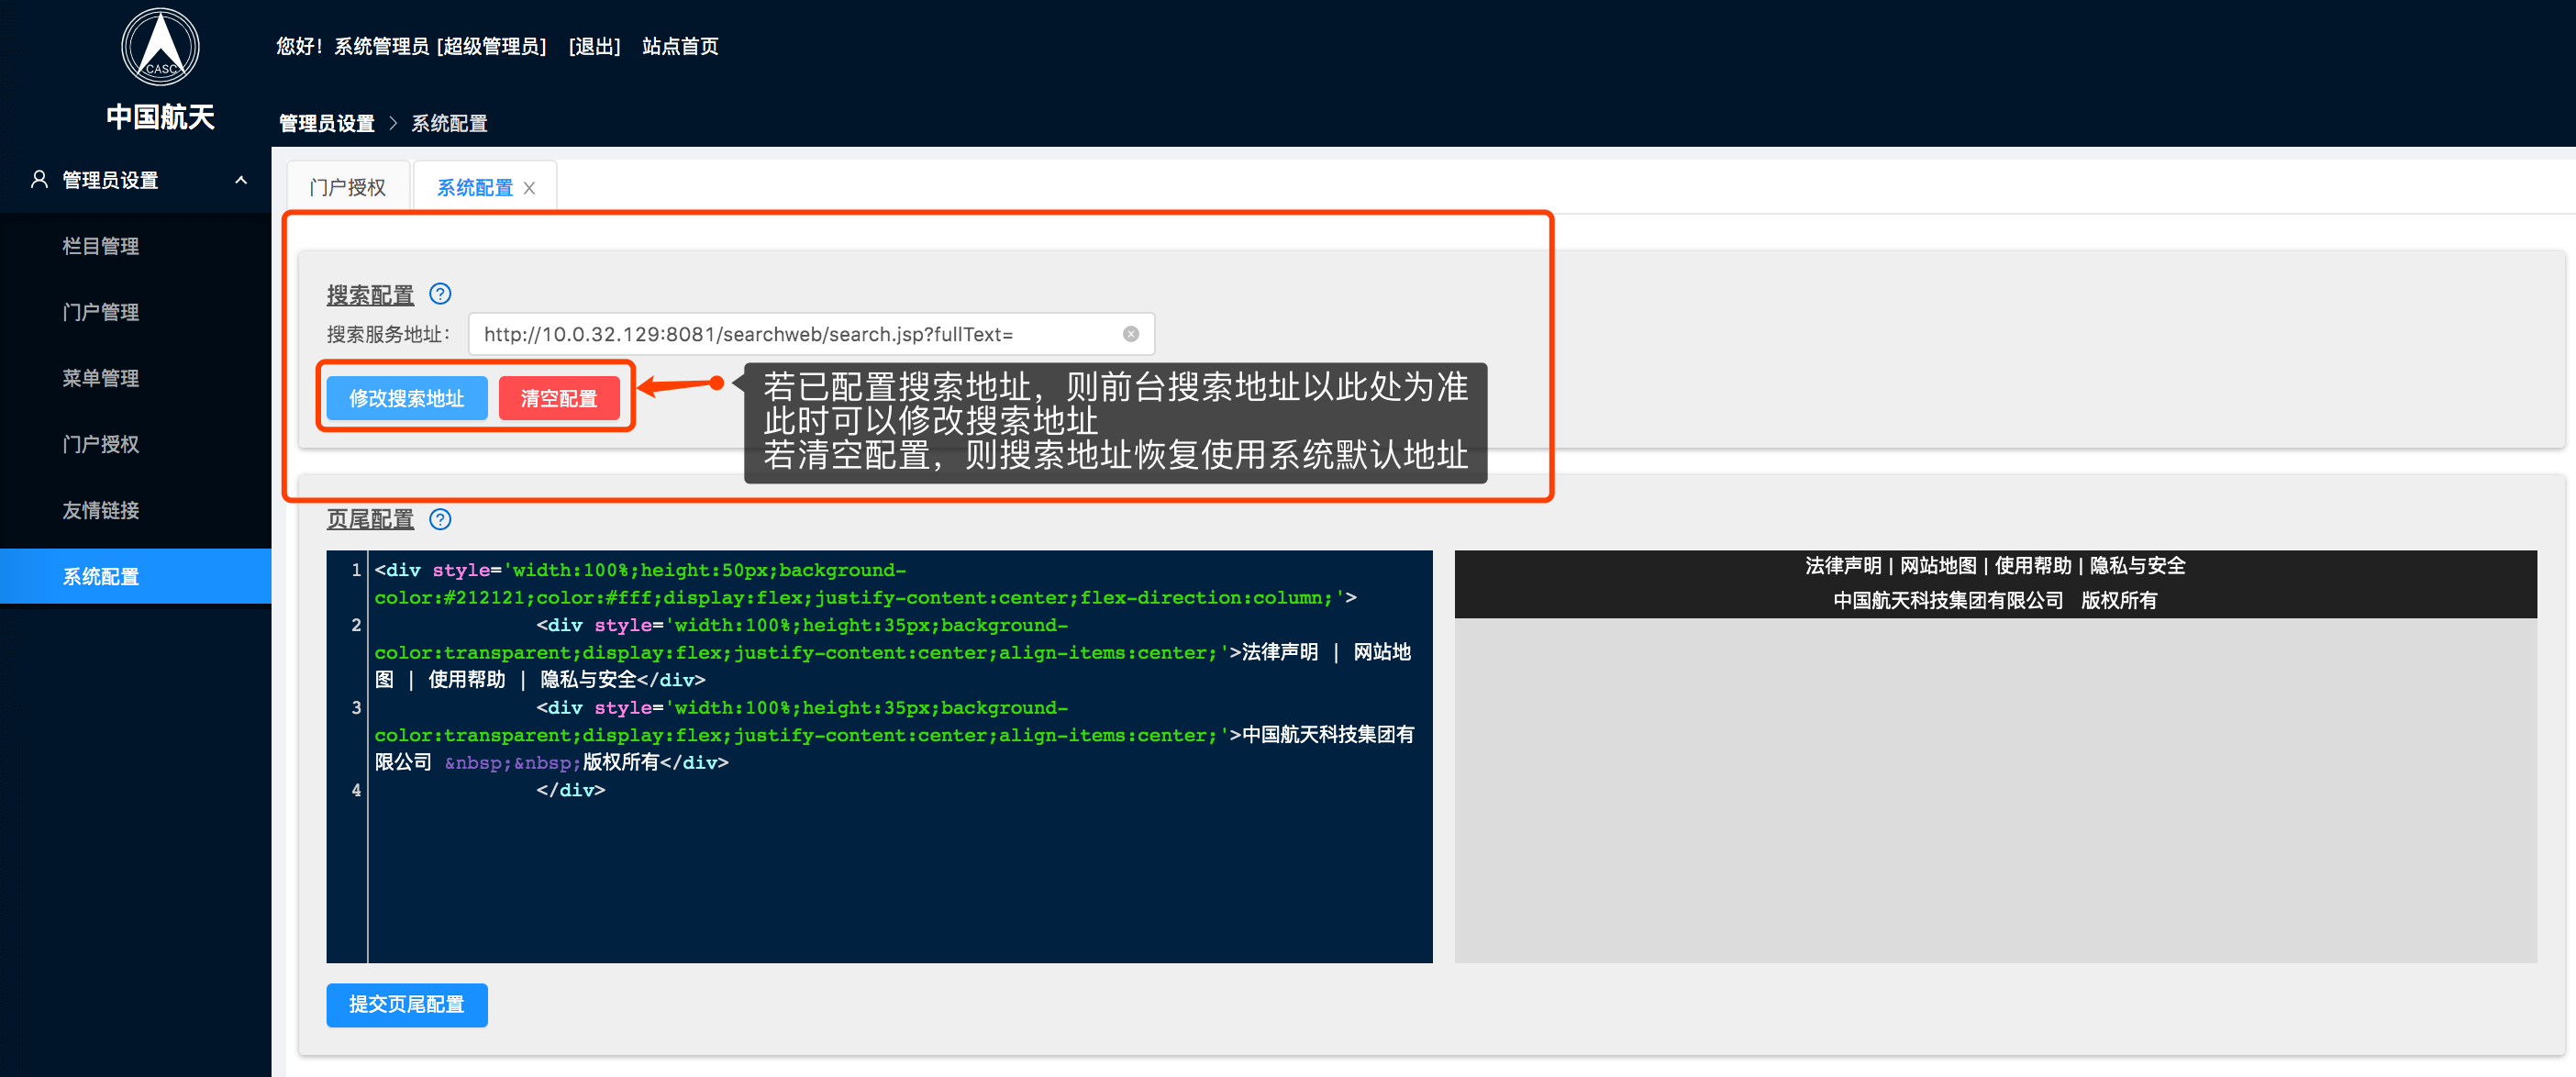 CASC
中国航天
您好！系统管理员 [超级管理员] [退出] 站点首页
管理员设置 > 系统配置
管理员设置
栏目管理
门户管理
菜单管理
门户授权
友情链接
系统配置
门户授权
系统配置
搜索配置
搜索服务地址：
http://10.0.32.129:8081/searchweb/search.jsp?fullText=
修改搜索地址
清空配置
若已配置搜索地址，则前台搜索地址以此处为准
此时可以修改搜索地址
若清空配置，则搜索地址恢复使用系统默认地址
页尾配置
1 <div style='width:100%;height:50px;background-
color:#212121;color:#fff;display:flex;justify-content:center;flex-direction:column;'>
2 <div style='width:100%;height:35px;background-
color:transparent;display:flex;justify-content:center;align-items:center;'>法律声明 | 网站地
图 | 使用帮助 | 隐私与安全</div>
3 <div style='width:100%;height:35px;background-
color:transparent;display:flex;justify-content:center;align-items:center;'>中国航天科技集团有
限公司 &nbsp;&nbsp;版权所有</div>
4 </div>
法律声明 | 网站地图 | 使用帮助 | 隐私与安全
中国航天科技集团有限公司 版权所有
提交页尾配置